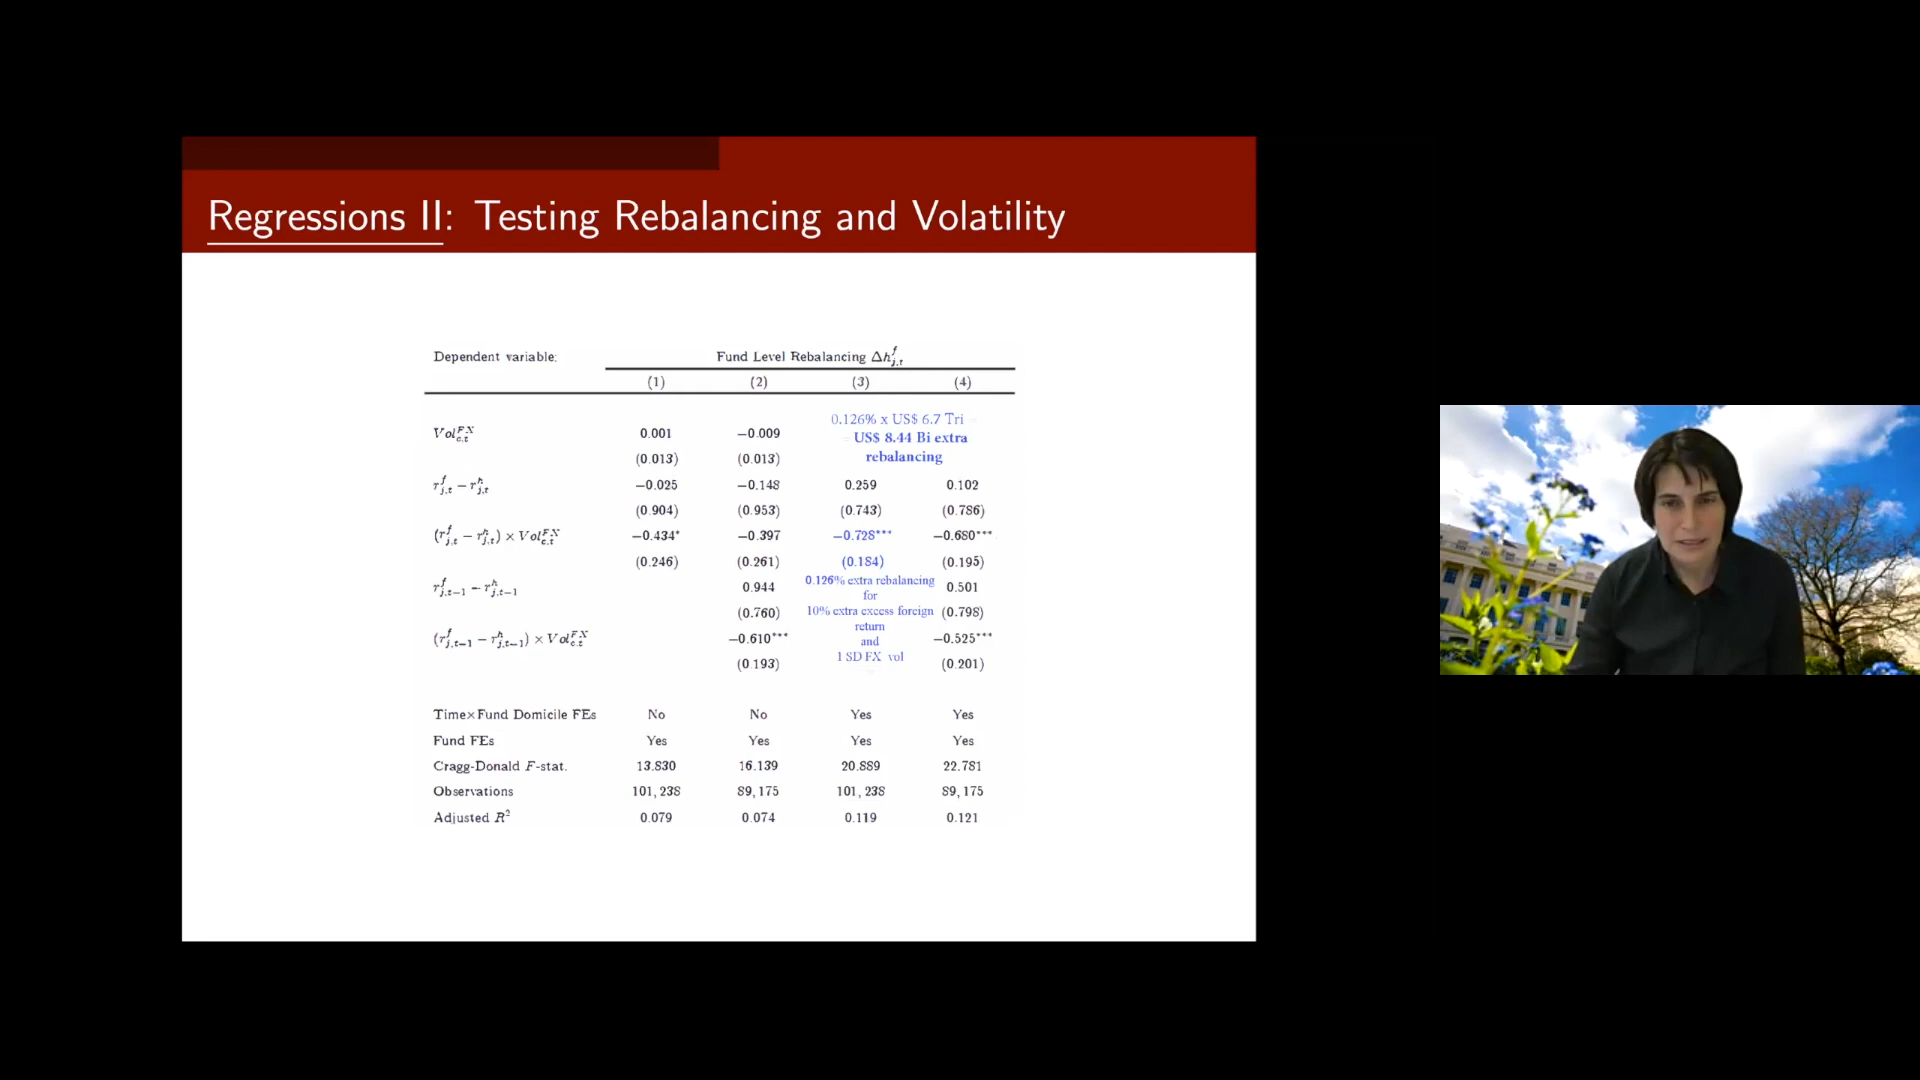 Regressions II: Testing Rebalancing and Volatility
Dependent variable: Fund Level Rebalancing Δh^f_{j,t}
(1) (2) (3) (4)
0.126% x US$ 6.7 Tri
Vol^{FX}_{c,t} 0.001 −0.009 = US$ 8.44 Bi extra
rebalancing
(0.013) (0.013)
r^f_{j,t} − r^h_{j,t} −0.025 −0.148 0.259 0.102
(0.904) (0.953) (0.743) (0.786)
(r^f_{j,t} − r^h_{j,t}) × Vol^{FX}_{c,t} −0.434* −0.397 −0.728*** −0.680***
(0.246) (0.261) (0.184) (0.195)
0.126% extra rebalancing
r^f_{j,t−1} − r^h_{j,t−1} 0.944 for 0.501
(0.760) 10% extra excess foreign (0.798)
return
(r^f_{j,t−1} − r^h_{j,t−1}) × Vol^{FX}_{c,t} −0.610*** and −0.525***
(0.193) 1 SD FX vol (0.201)
Time×Fund Domicile FEs No No Yes Yes
Fund FEs Yes Yes Yes Yes
Cragg-Donald F-stat. 13.830 16.139 20.889 22.781
Observations 101,238 89,175 101,238 89,175
Adjusted R² 0.079 0.074 0.119 0.121